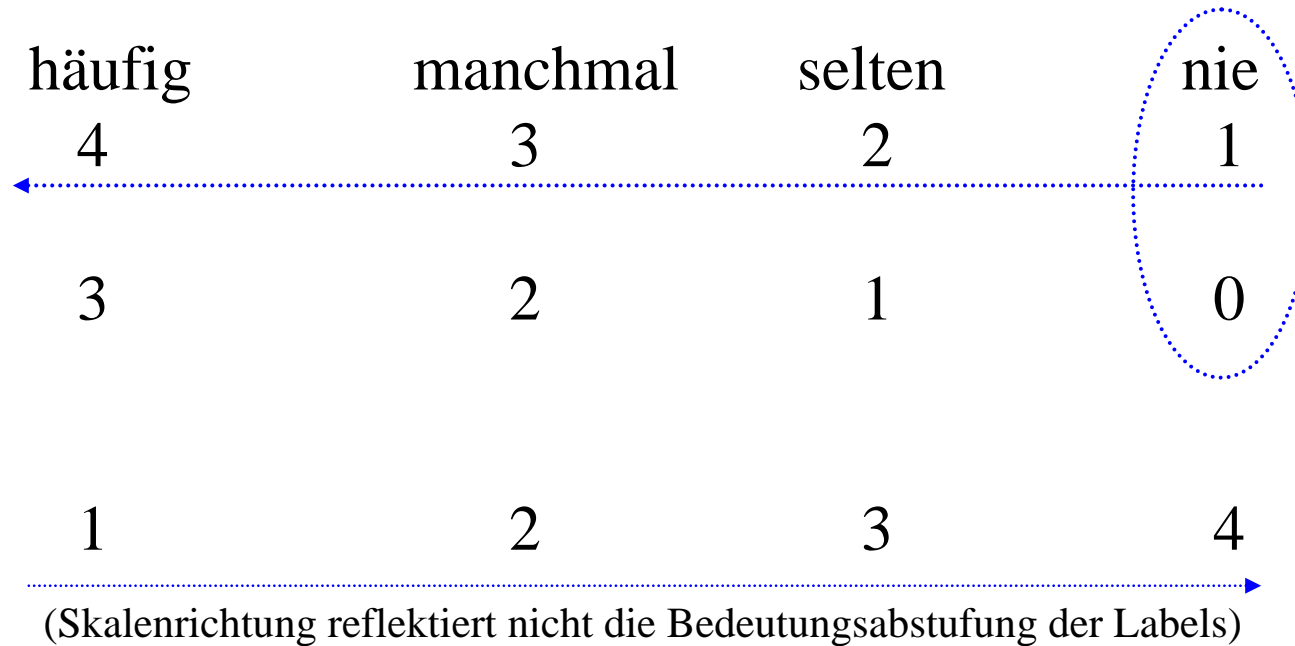 häufig manchmal selten nie
4 3 2 1
3 2 1 0
1 2 3 4
(Skalenrichtung reflektiert nicht die Bedeutungsabstufung der Labels)